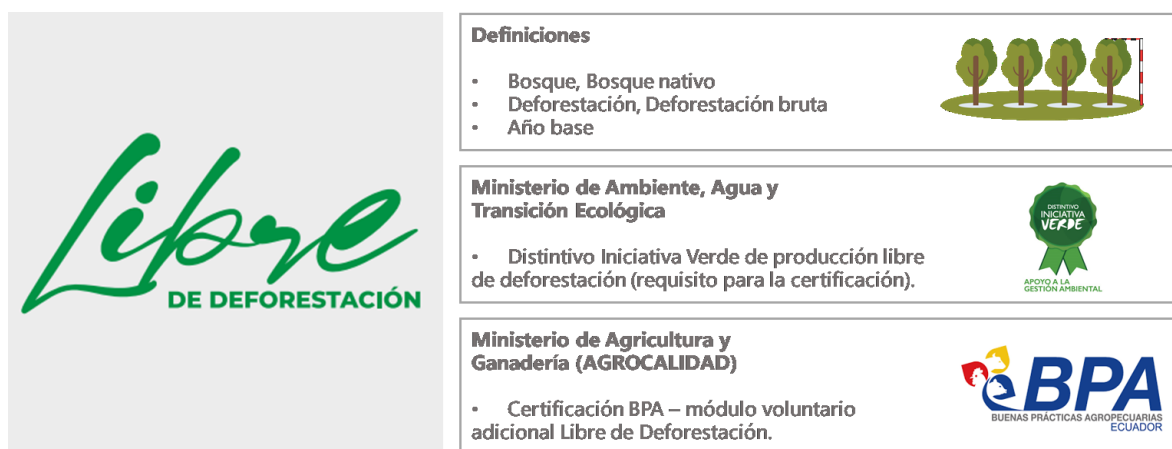 Libre
DE DEFORESTACIÓN
Definiciones
• Bosque, Bosque nativo
• Deforestación, Deforestación bruta
• Año base
Ministerio de Ambiente, Agua y
Transición Ecológica
• Distintivo Iniciativa Verde de producción libre
de deforestación (requisito para la certificación).
DISTINTIVO
INICIATIVA
VERDE
APOYO A LA
GESTIÓN AMBIENTAL
Ministerio de Agricultura y
Ganadería (AGROCALIDAD)
• Certificación BPA – módulo voluntario
adicional Libre de Deforestación.
BPA
BUENAS PRÁCTICAS AGROPECUARIAS
ECUADOR